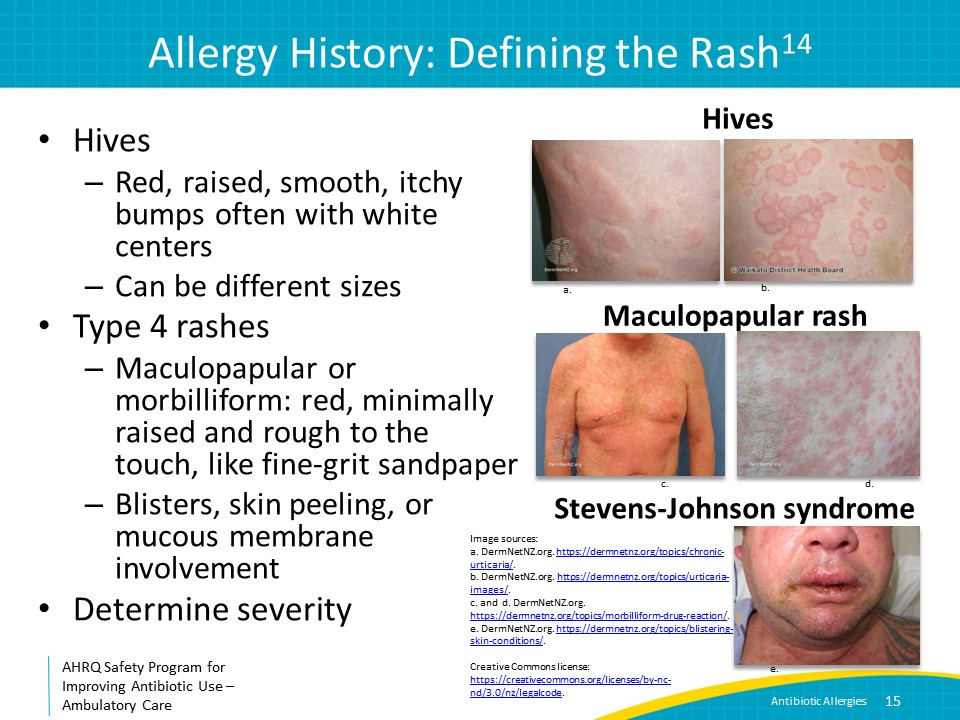 Allergy History: Defining the Rash14
• Hives
– Red, raised, smooth, itchy
bumps often with white
centers
– Can be different sizes
• Type 4 rashes
– Maculopapular or
morbilliform: red, minimally
raised and rough to the
touch, like fine-grit sandpaper
– Blisters, skin peeling, or
mucous membrane
involvement
• Determine severity
Hives
DermNetNZ.org
© Waikato District Health Board
a.
b.
Maculopapular rash
DermNetNZ.org
DermNetNZ.org
c.
d.
Stevens-Johnson syndrome
Image sources:
a. DermNetNZ.org. https://dermnetnz.org/topics/chronic-
urticaria/.
b. DermNetNZ.org. https://dermnetnz.org/topics/urticaria-
images/.
c. and d. DermNetNZ.org.
https://dermnetnz.org/topics/morbilliform-drug-reaction/.
e. DermNetNZ.org. https://dermnetnz.org/topics/blistering-
skin-conditions/.
Creative Commons license:
https://creativecommons.org/licenses/by-nc-
nd/3.0/nz/legalcode.
e.
AHRQ Safety Program for
Improving Antibiotic Use –
Ambulatory Care
Antibiotic Allergies 15